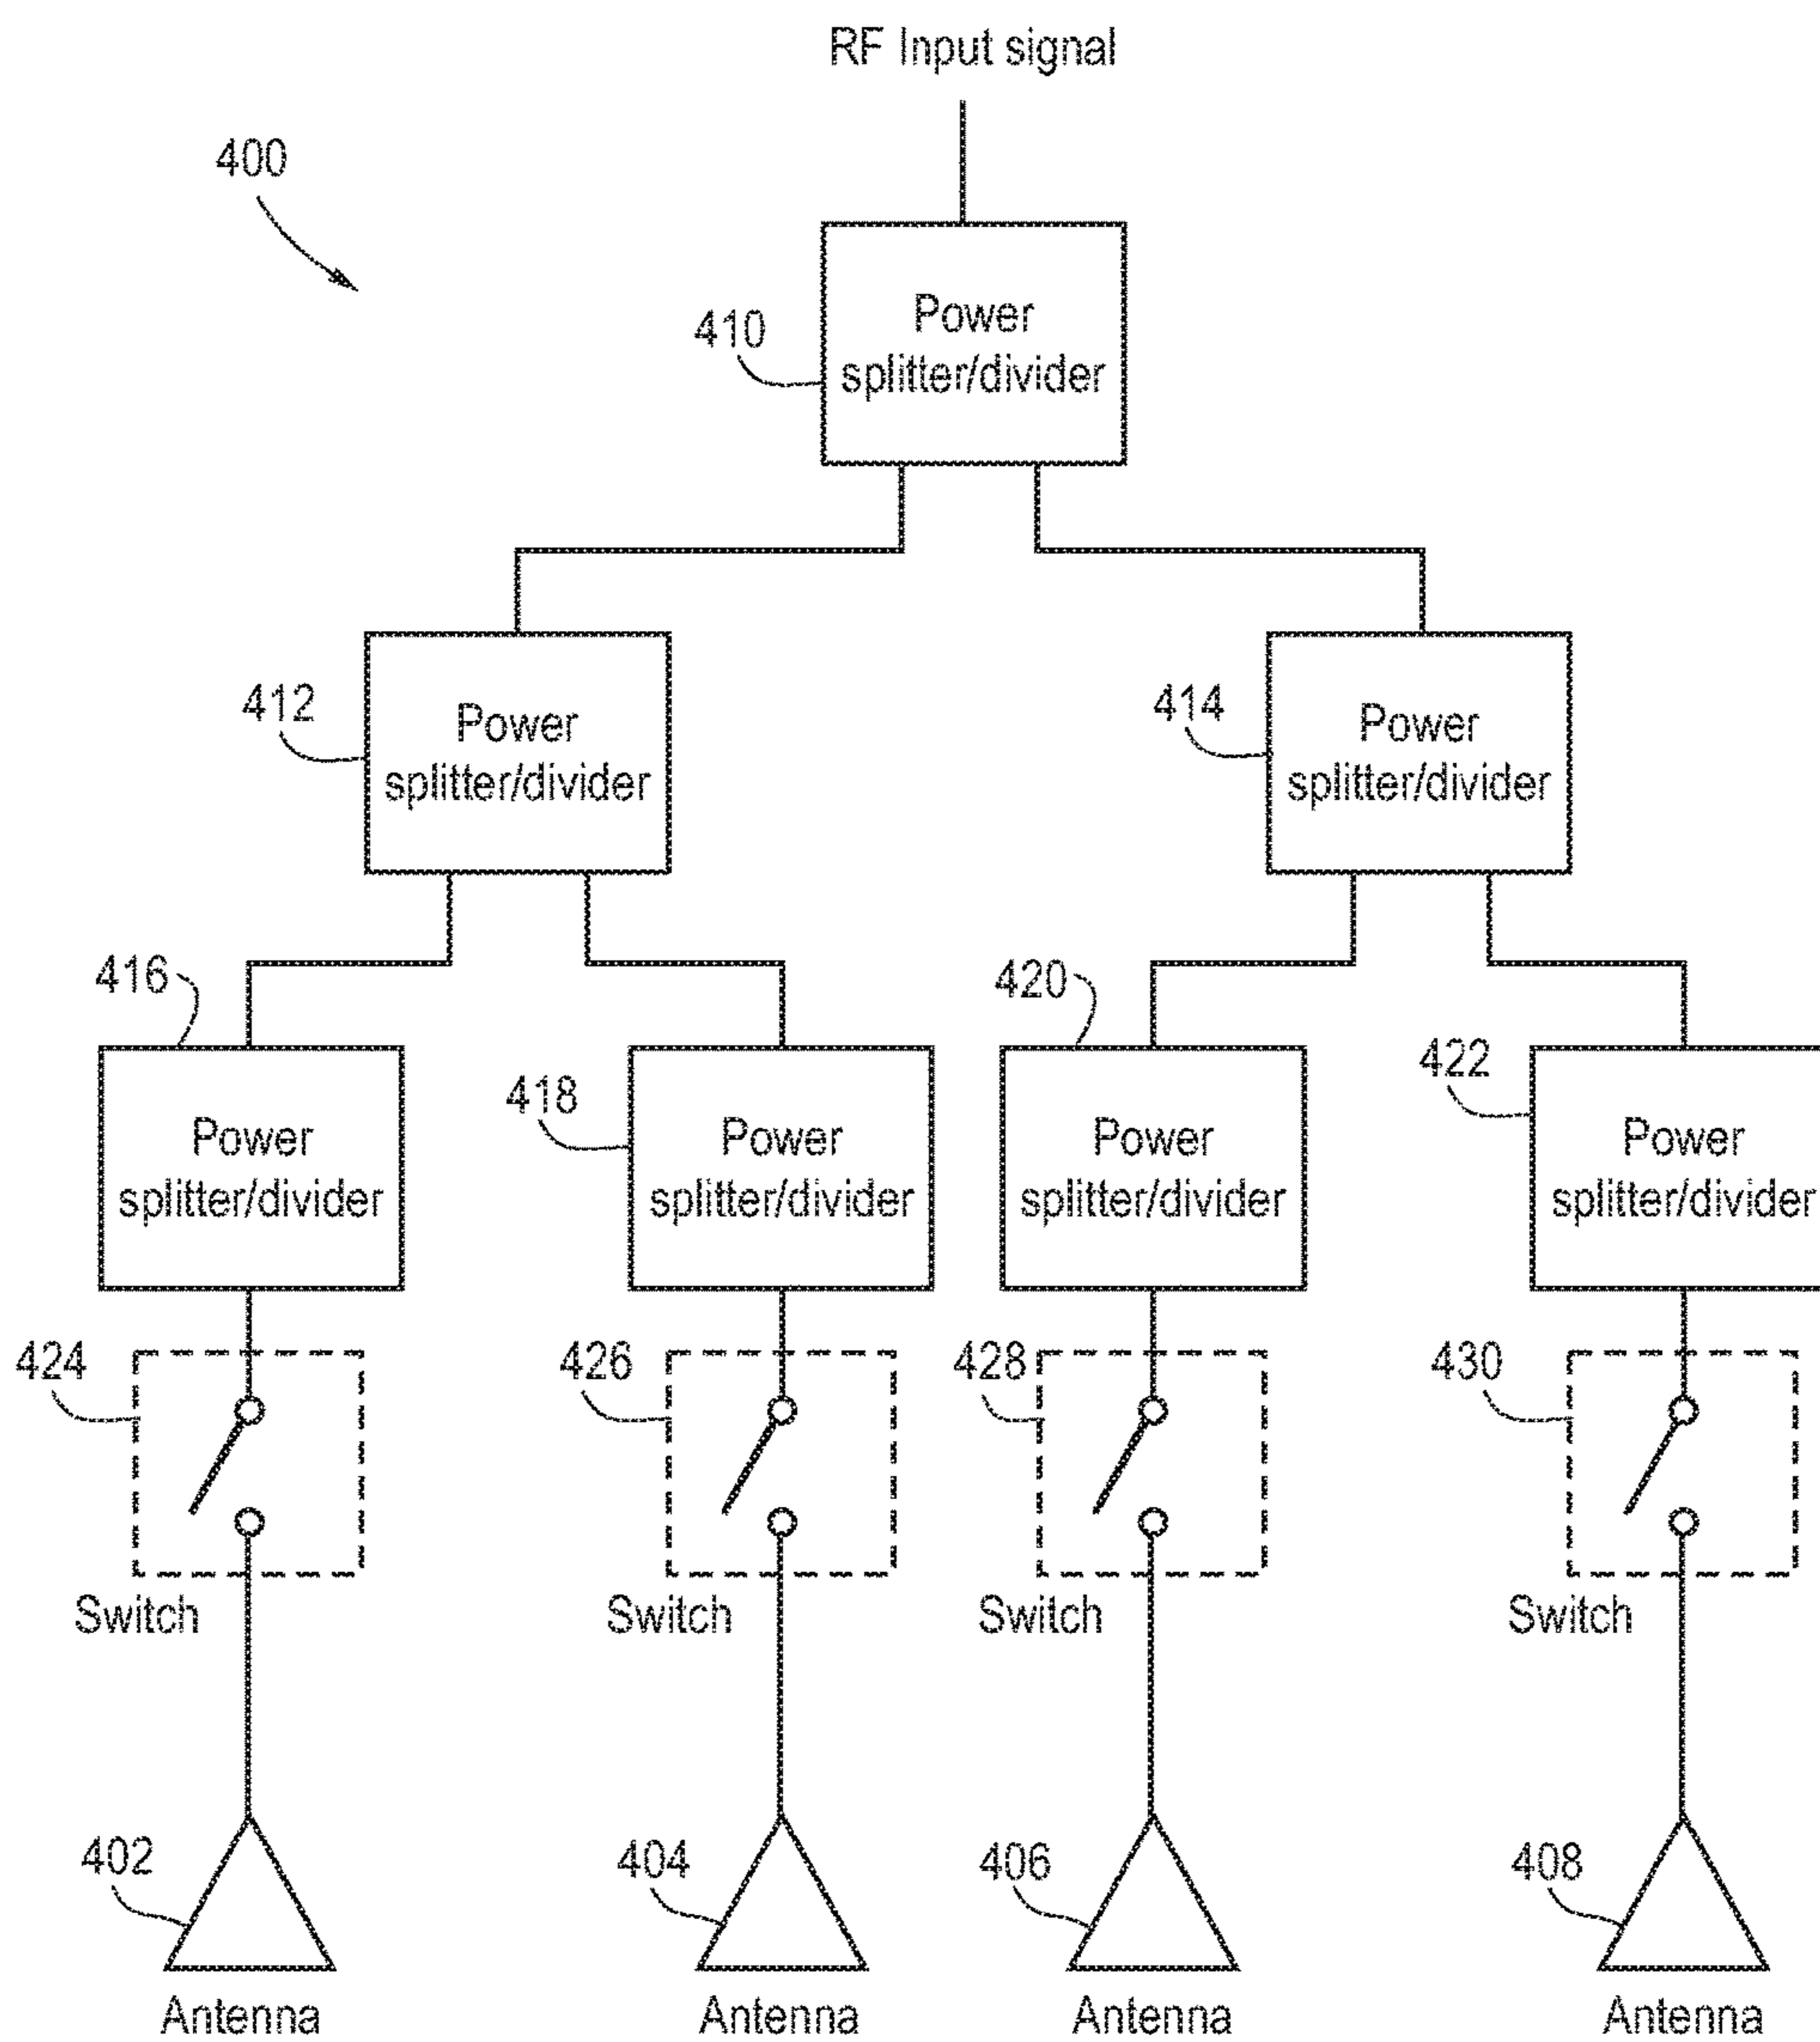 RF Input signal
400
410
Power
splitter/divider
412
Power
splitter/divider
414
Power
splitter/divider
416
Power
splitter/divider
418
Power
splitter/divider
420
Power
splitter/divider
422
Power
splitter/divider
424
Switch
426
Switch
428
Switch
430
Switch
402
Antenna
404
Antenna
406
Antenna
408
Antenna